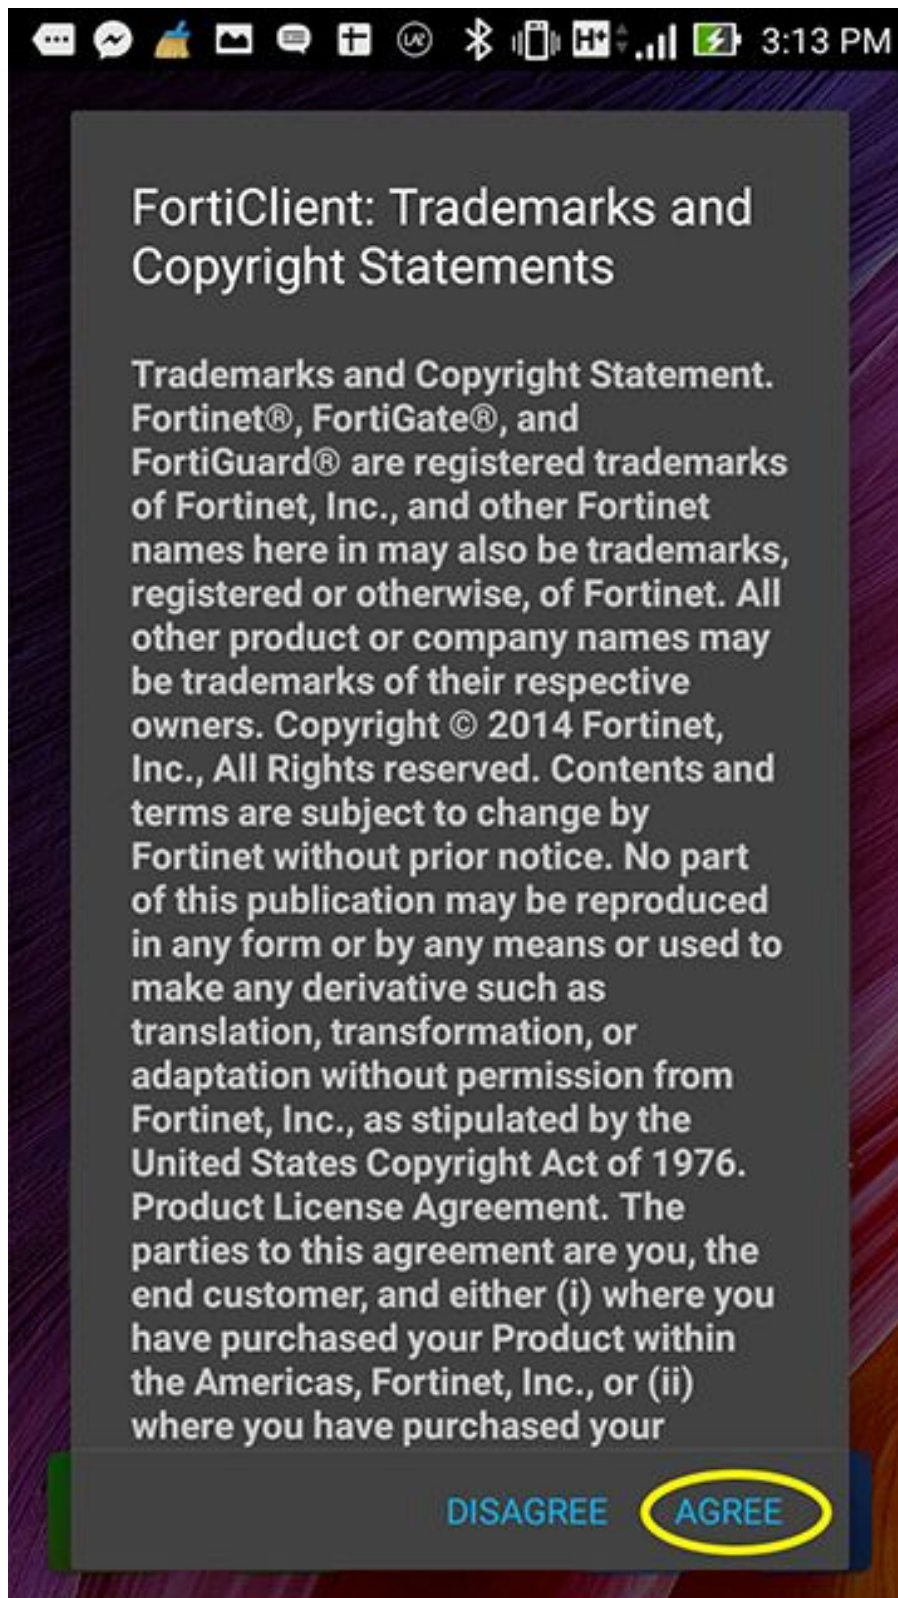 H+ 3:13 PM
FortiClient: Trademarks and
Copyright Statements
Trademarks and Copyright Statement.
Fortinet®, FortiGate®, and
FortiGuard® are registered trademarks
of Fortinet, Inc., and other Fortinet
names here in may also be trademarks,
registered or otherwise, of Fortinet. All
other product or company names may
be trademarks of their respective
owners. Copyright © 2014 Fortinet,
Inc., All Rights reserved. Contents and
terms are subject to change by
Fortinet without prior notice. No part
of this publication may be reproduced
in any form or by any means or used to
make any derivative such as
translation, transformation, or
adaptation without permission from
Fortinet, Inc., as stipulated by the
United States Copyright Act of 1976.
Product License Agreement. The
parties to this agreement are you, the
end customer, and either (i) where you
have purchased your Product within
the Americas, Fortinet, Inc., or (ii)
where you have purchased your
DISAGREE AGREE